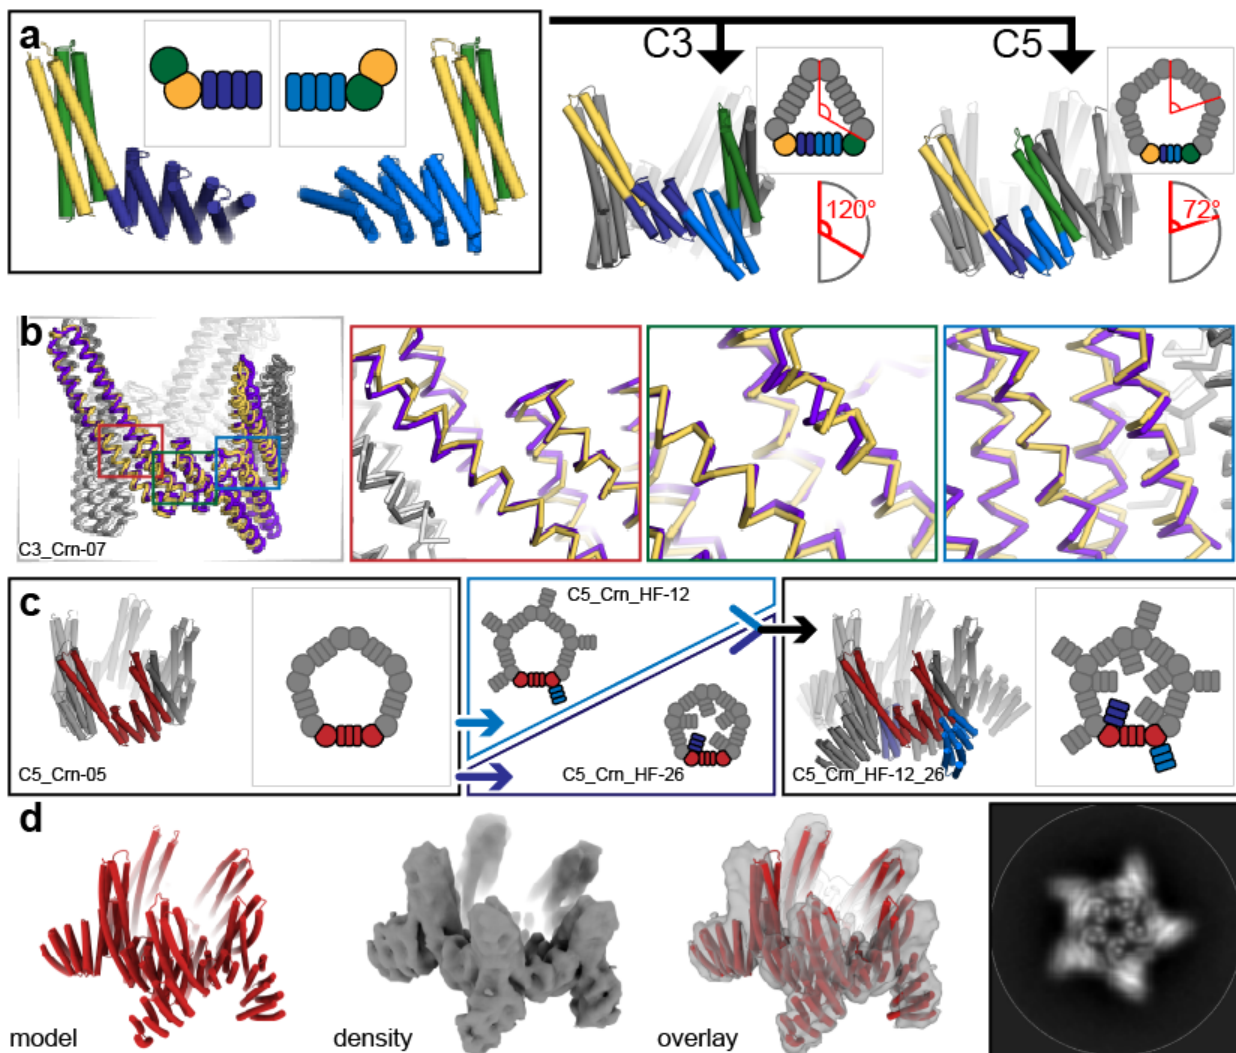 a
C3
C5
120°
72°
b
C3_Crn-07
c
C5_Crn-05
C5_Crn_HF-12
C5_Crn_HF-26
C5_Crn_HF-12_26
d
model
density
overlay